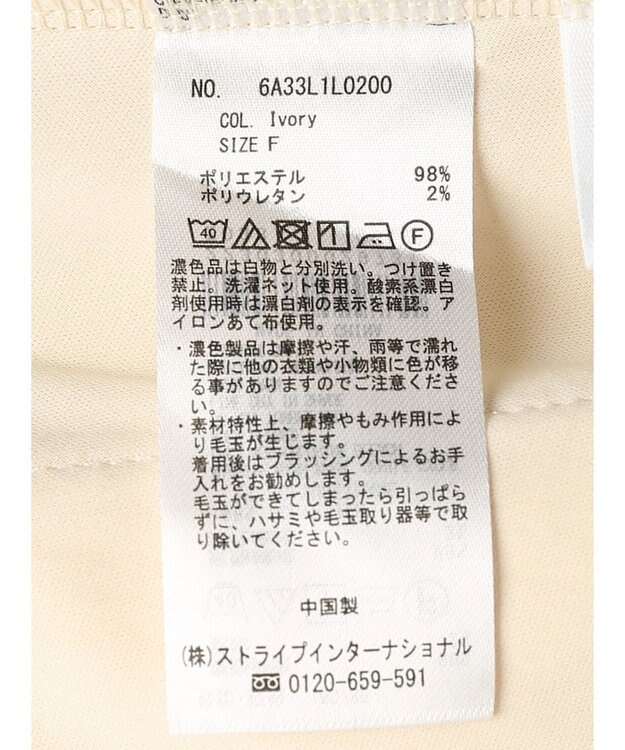 NO. 6A33L1L0200
COL. Ivory
SIZE F
ポリエステル 98%
ポリウレタン 2%
40 F
濃色品は白物と分別洗い。つけ置き
禁止。洗濯ネット使用。酸素系漂白
剤使用時は漂白剤の表示を確認。ア
イロンあて布使用。
・濃色製品は摩擦や汗、雨等で濡れ
た際に他の衣類や小物類に色が移
る事がありますのでご注意くださ
い。
・素材特性上、摩擦やもみ作用によ
り毛玉が生じます。
着用後はブラッシングによるお手
入れをお勧めします。
毛玉ができてしまったら引っぱら
ずに、ハサミや毛玉取り器等で取
り除いてください。
中国製
(株)ストライプインターナショナル
0120-659-591